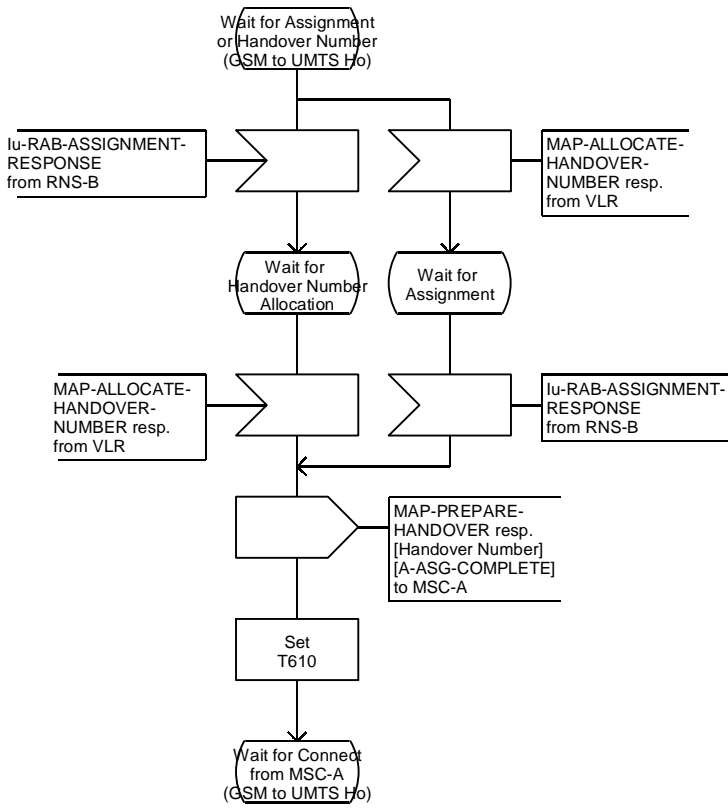 Wait for Assignment
or Handover Number
(GSM to UMTS Ho)
Iu-RAB-ASSIGNMENT-
RESPONSE
from RNS-B
MAP-ALLOCATE-
HANDOVER-
NUMBER resp.
from VLR
Wait for
Handover Number
Allocation
Wait for
Assignment
MAP-ALLOCATE-
HANDOVER-
NUMBER resp.
from VLR
Iu-RAB-ASSIGNMENT-
RESPONSE
from RNS-B
MAP-PREPARE-
HANDOVER resp.
[Handover Number]
[A-ASG-COMPLETE]
to MSC-A
Set
T610
Wait for Connect
from MSC-A
(GSM to UMTS Ho)